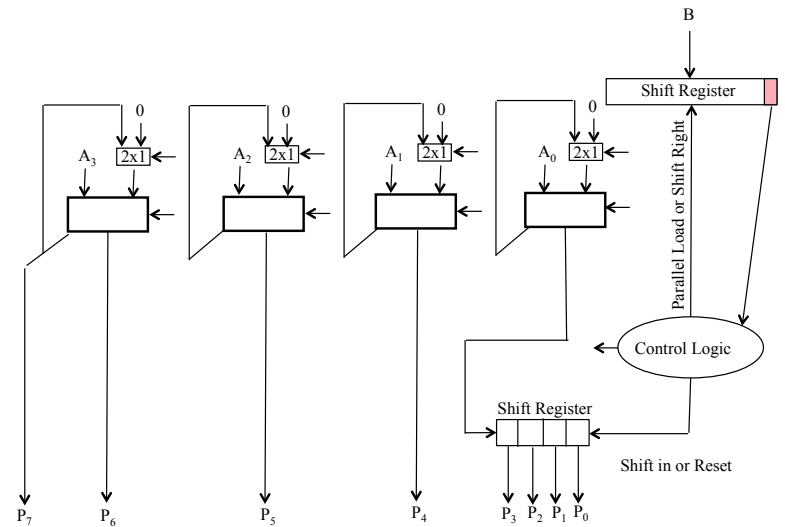 B
Shift Register
0
0
0
0
A₃
2x1
A₂
2x1
A₁
2x1
A₀
2x1
Parallel Load or Shift Right
Control Logic
Shift Register
Shift in or Reset
P₇
P₆
P₅
P₄
P₃
P₂
P₁
P₀